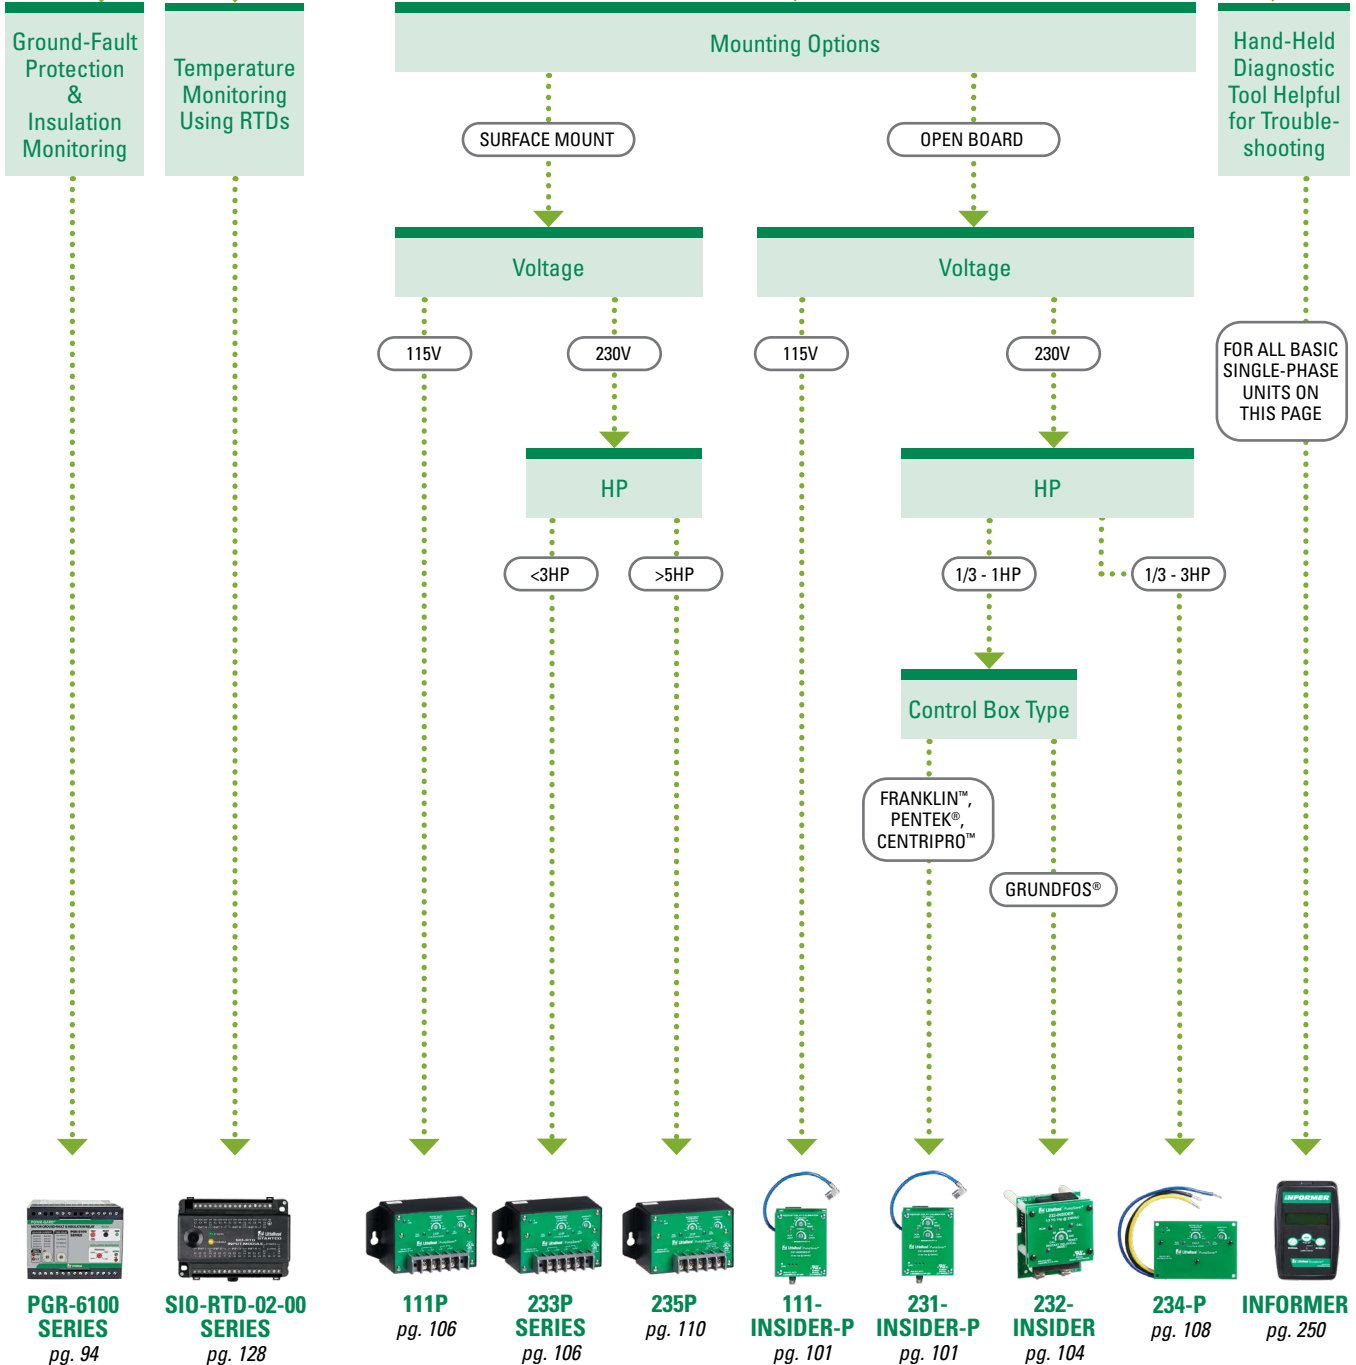 Ground-Fault
Protection
&
Insulation
Monitoring
Temperature
Monitoring
Using RTDs
Mounting Options
Hand-Held
Diagnostic
Tool Helpful
for Trouble-
shooting
SURFACE MOUNT
OPEN BOARD
Voltage
Voltage
115V
230V
115V
230V
FOR ALL BASIC
SINGLE-PHASE
UNITS ON
THIS PAGE
HP
HP
<3HP
>5HP
1/3 - 1HP
1/3 - 3HP
Control Box Type
FRANKLIN™,
PENTEK®,
CENTRIPRO™
GRUNDFOS®
INFORMER
232-INSIDER
PGR-6100
SERIES
pg. 94
SIO-RTD-02-00
SERIES
pg. 128
111P
pg. 106
233P
SERIES
pg. 106
235P
pg. 110
111-
INSIDER-P
pg. 101
231-
INSIDER-P
pg. 101
232-
INSIDER
pg. 104
234-P
pg. 108
INFORMER
pg. 250